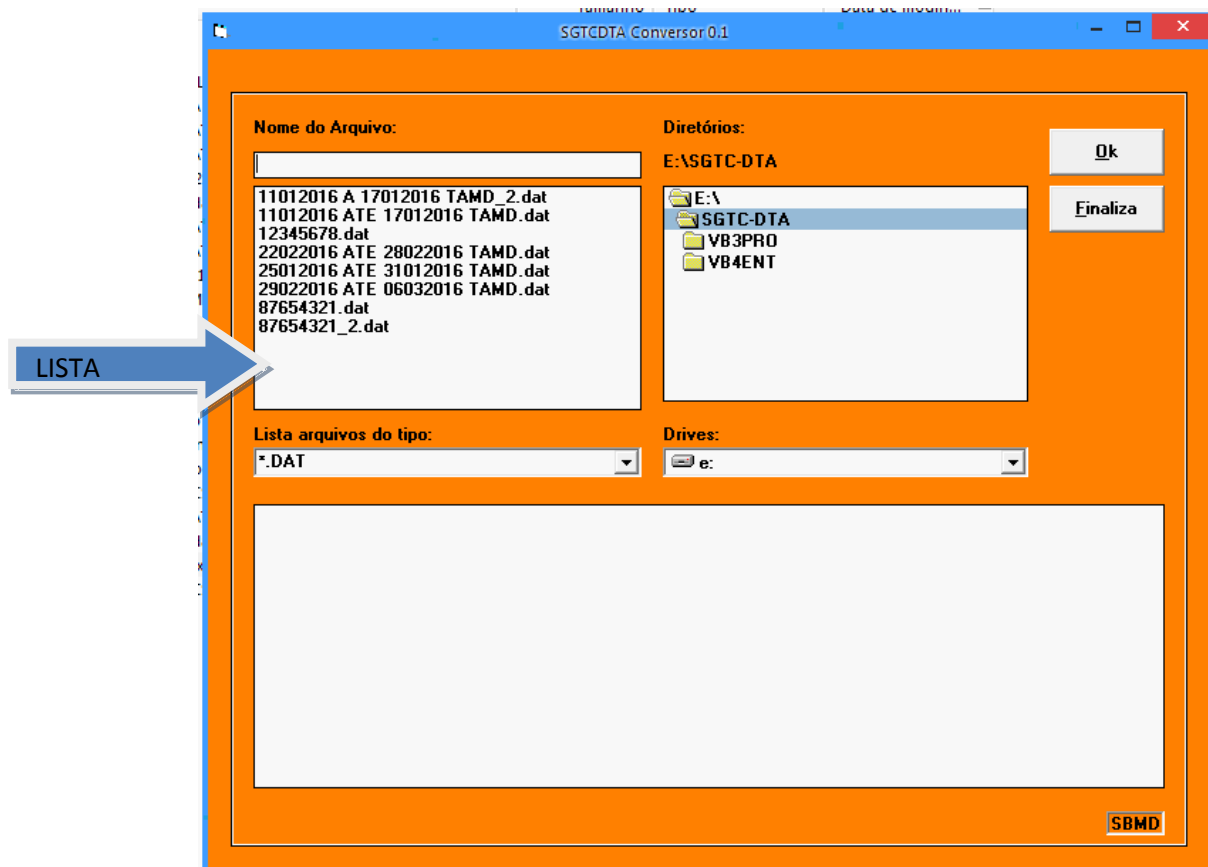 SGTCDTA Conversor 0.1
Nome do Arquivo:
11012016 A 17012016 TAMD_2.dat
11012016 ATE 17012016 TAMD.dat
12345678.dat
22022016 ATE 28022016 TAMD.dat
25012016 ATE 31012016 TAMD.dat
29022016 ATE 06032016 TAMD.dat
87654321.dat
87654321_2.dat
Lista arquivos do tipo:
*.DAT
Diretórios:
E:\SGTC-DTA
E:\
SGTC-DTA
VB3PRO
VB4ENT
Drives:
e:
Ok
Finaliza
LISTA
SBMD